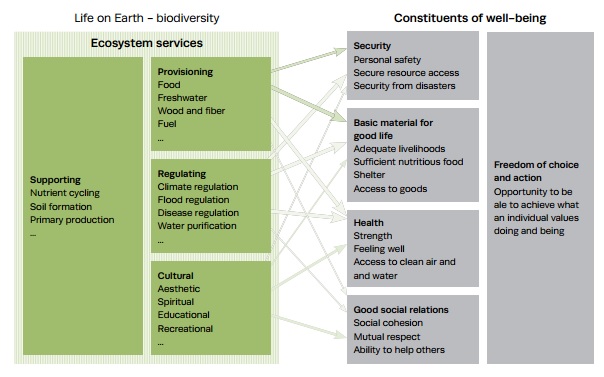 Life on Earth – biodiversity
Ecosystem services
Supporting
Nutrient cycling
Soil formation
Primary production
...
Provisioning
Food
Freshwater
Wood and fiber
Fuel
...
Regulating
Climate regulation
Flood regulation
Disease regulation
Water purification
...
Cultural
Aesthetic
Spiritual
Educational
Recreational
...
Constituents of well-being
Security
Personal safety
Secure resource access
Security from disasters
Basic material for
good life
Adequate livelihoods
Sufficient nutritious food
Shelter
Access to goods
Health
Strength
Feeling well
Access to clean air and
and water
Good social relations
Social cohesion
Mutual respect
Ability to help others
Freedom of choice
and action
Opportunity to be
ale to achieve what
an individual values
doing and being